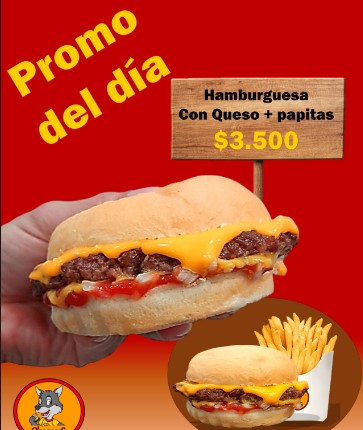 Promo
del día
Hamburguesa
Con Queso + papitas
$3.500